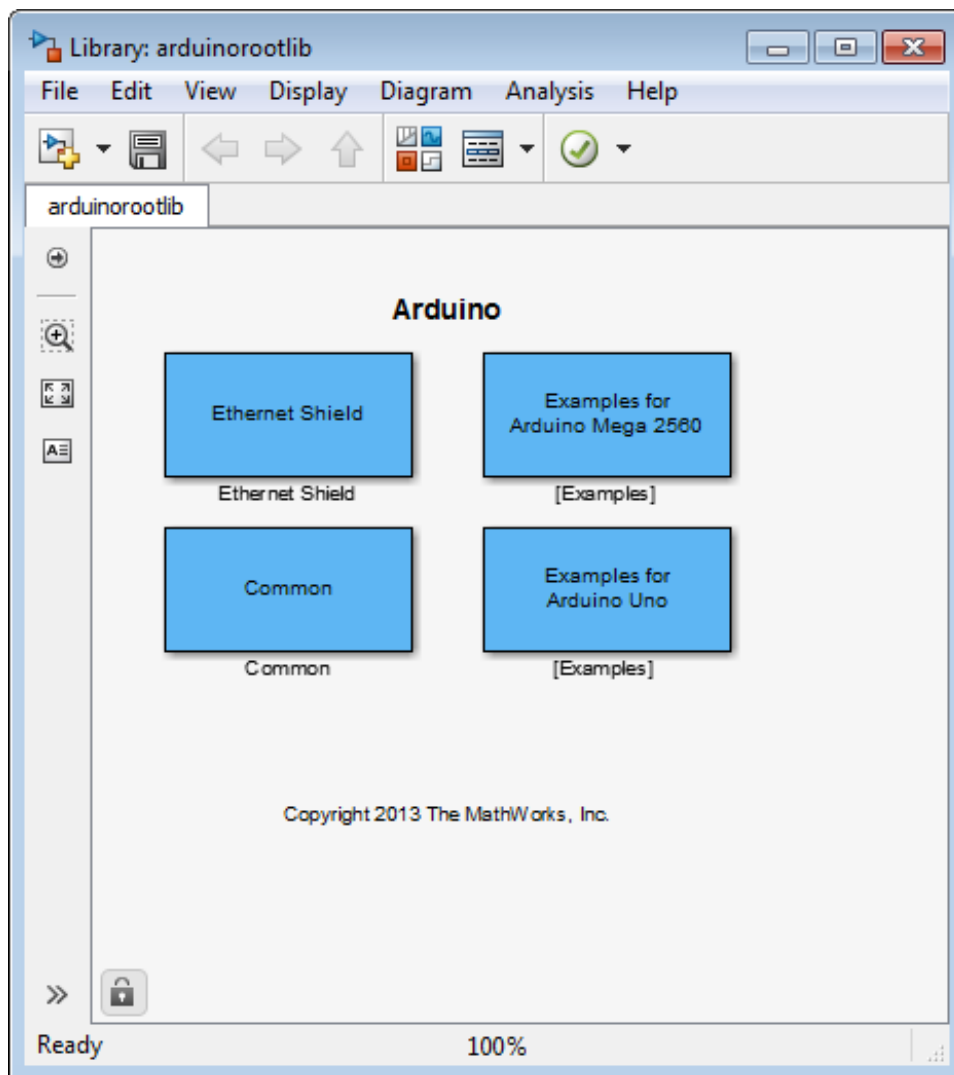 Library: arduinorootlib
File Edit View Display Diagram Analysis Help
arduinorootlib
Arduino
Ethernet Shield
Examples for
Arduino Mega 2560
Ethernet Shield
[Examples]
Common
Examples for
Arduino Uno
Common
[Examples]
Copyright 2013 The MathWorks, Inc.
Ready 100%